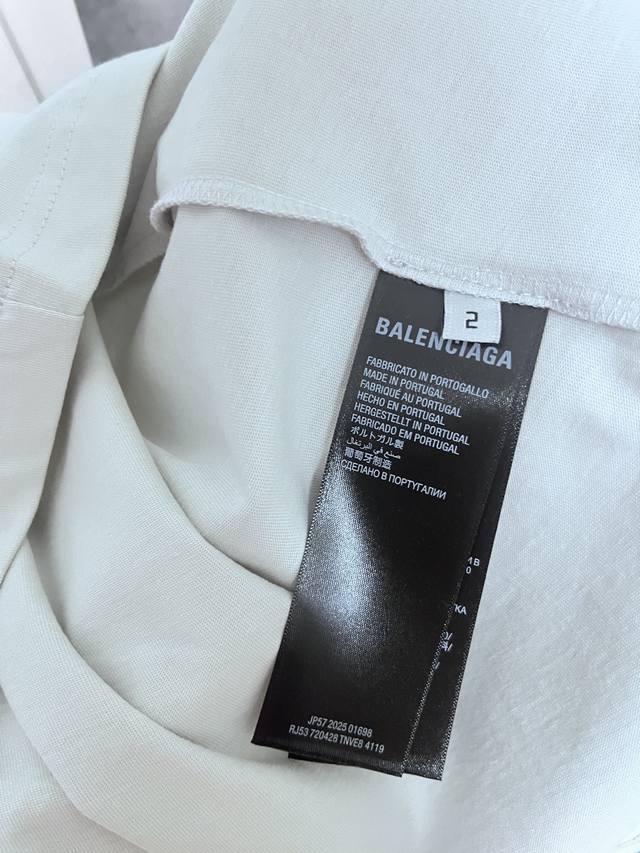 2
BALENCIAGA
FABBRICATO IN PORTOGALLO
MADE IN PORTUGAL
FABRIQUÉ AU PORTUGAL
HECHO EN PORTUGAL
HERGESTELLT IN PORTUGAL
FABRICADO EM PORTUGAL
ポルトガル製
صنع في البرتغال
葡萄牙制造
СДЕЛАНО В ПОРТУГАЛИИ
JP57 2025 01698
RJ53 720428 TNVE8 4119